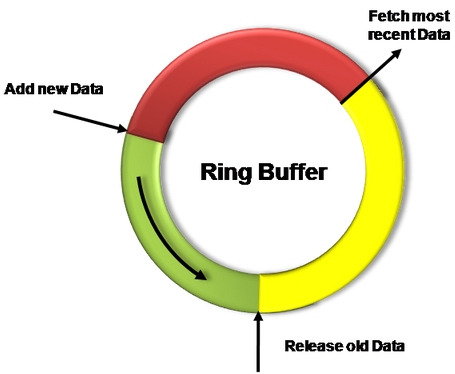 Fetch most
recent Data
Add new Data
Ring Buffer
Release old Data